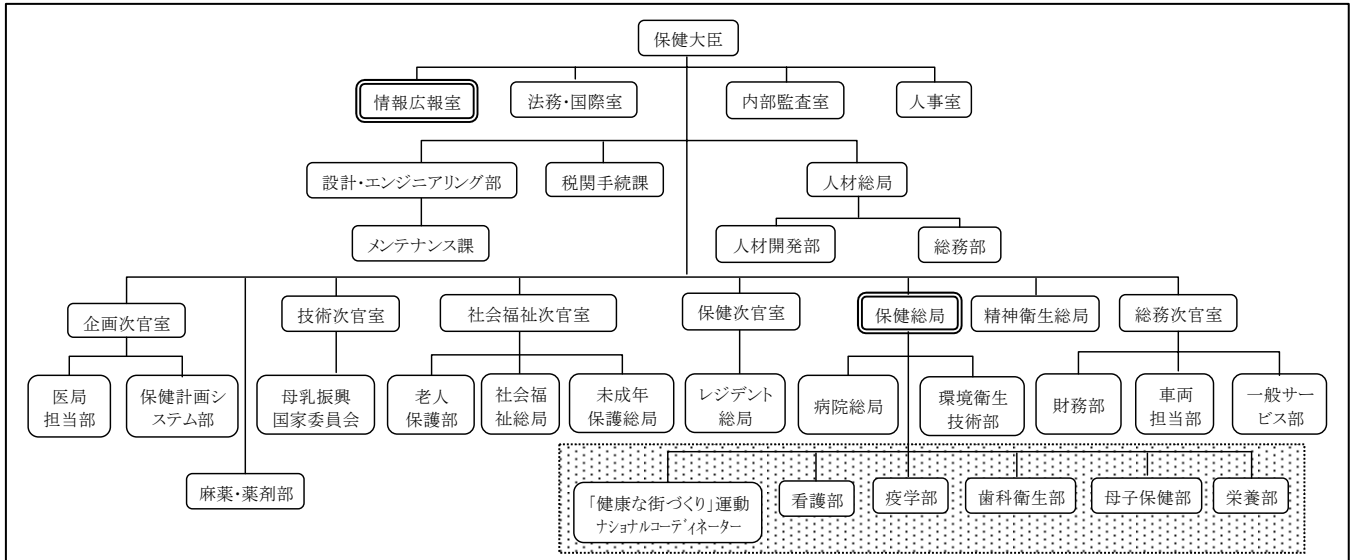 保健大臣
情報広報室
法務・国際室
内部監査室
人事室
設計・エンジニアリング部
税関手続課
人材総局
メンテナンス課
人材開発部
総務部
企画次官室
技術次官室
社会福祉次官室
保健次官室
保健総局
精神衛生総局
総務次官室
医局
担当部
保健計画シ
ステム部
母乳振興
国家委員会
老人
保護部
社会福
祉総局
未成年
保護総局
レジデント
総局
病院総局
環境衛生
技術部
財務部
車両
担当部
一般サー
ビス部
麻薬・薬剤部
「健康な街づくり」運動
ナショナルコーディネーター
看護部
疫学部
歯科衛生部
母子保健部
栄養部